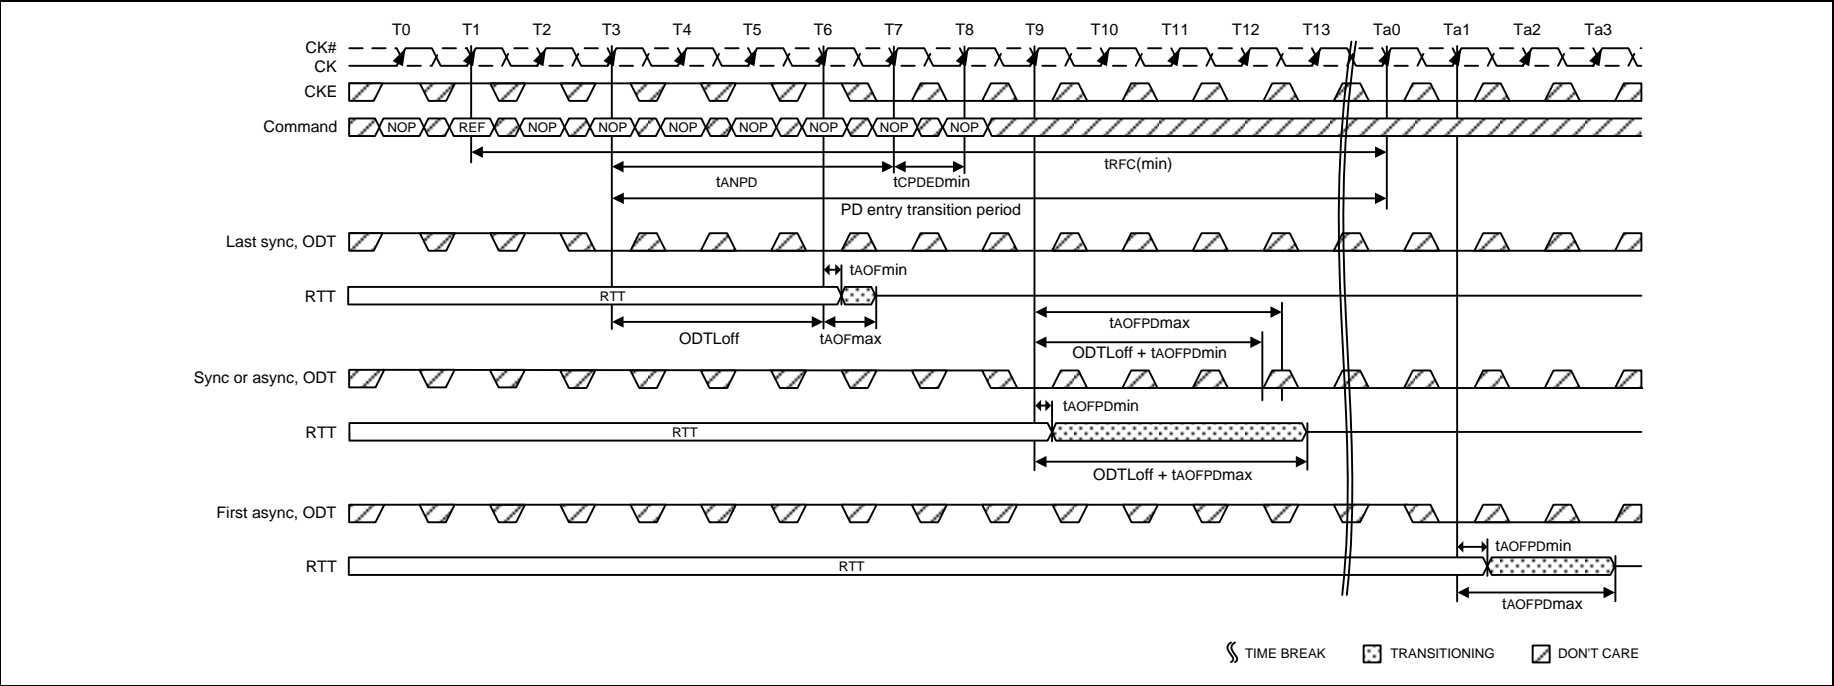 T0 T1 T2 T3 T4 T5 T6 T7 T8 T9 T10 T11 T12 T13 Ta0 Ta1 Ta2 Ta3
CK#
CK
CKE
Command NOP REF NOP NOP NOP NOP NOP NOP NOP
tRFC(min)
tANPD tCPDEDmin
PD entry transition period
Last sync, ODT
tAOFmin
RTT RTT
tAOFPDmax
ODTLoff tAOFmax
ODTLoff + tAOFPDmin
Sync or async, ODT
tAOFPDmin
RTT RTT
ODTLoff + tAOFPDmax
First async, ODT
tAOFPDmin
RTT RTT
tAOFPDmax
TIME BREAK TRANSITIONING DON'T CARE